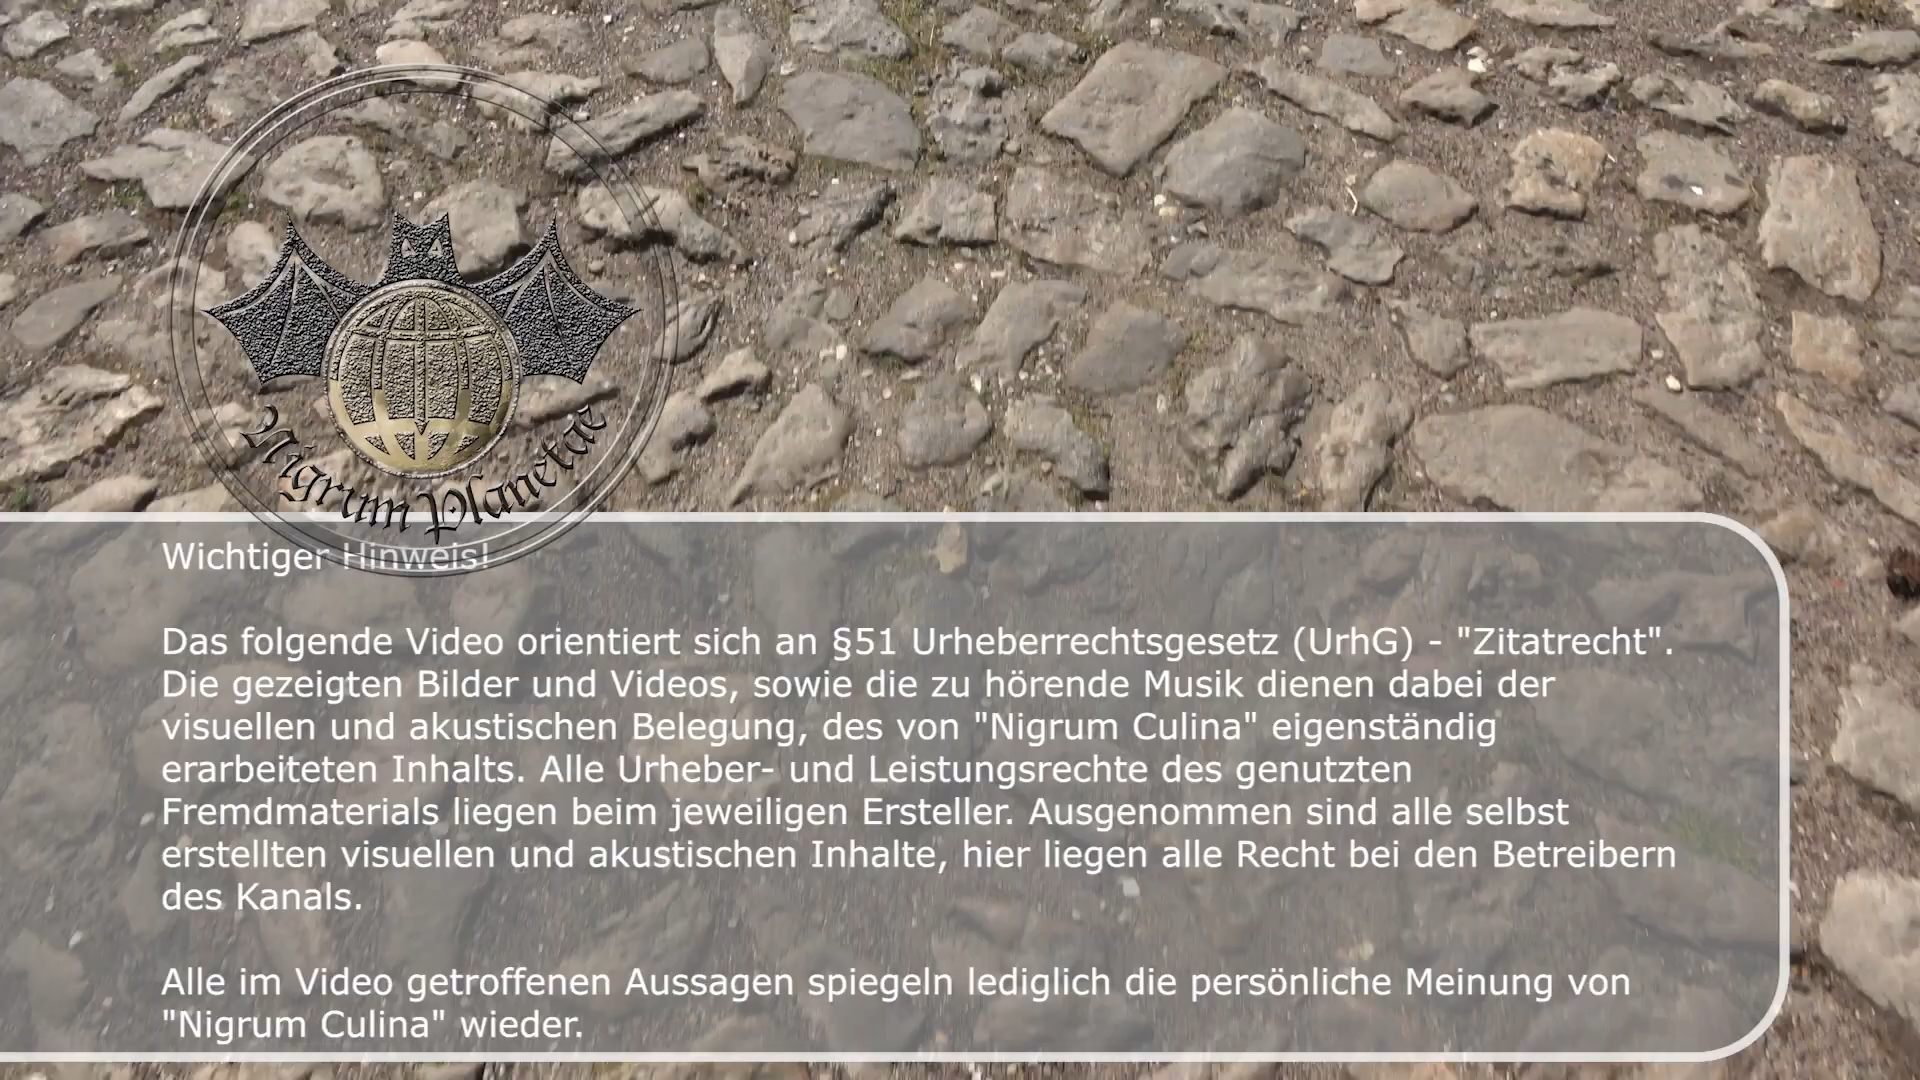 Nigrum Planetae
Wichtiger Hinweis!
Das folgende Video orientiert sich an §51 Urheberrechtsgesetz (UrhG) - "Zitatrecht".
Die gezeigten Bilder und Videos, sowie die zu hörende Musik dienen dabei der
visuellen und akustischen Belegung, des von "Nigrum Culina" eigenständig
erarbeiteten Inhalts. Alle Urheber- und Leistungsrechte des genutzten
Fremdmaterials liegen beim jeweiligen Ersteller. Ausgenommen sind alle selbst
erstellten visuellen und akustischen Inhalte, hier liegen alle Recht bei den Betreibern
des Kanals.
Alle im Video getroffenen Aussagen spiegeln lediglich die persönliche Meinung von
"Nigrum Culina" wieder.